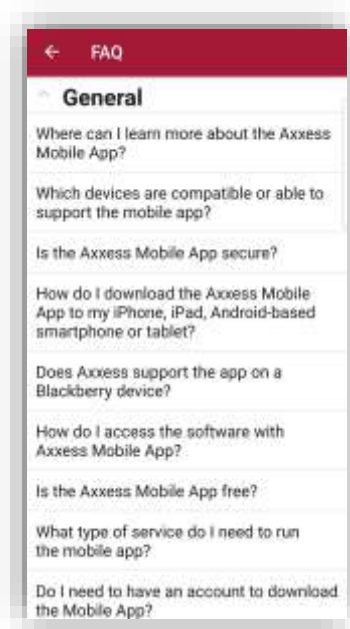 FAQ
General
Where can I learn more about the Axxess
Mobile App?
Which devices are compatible or able to
support the mobile app?
Is the Axxess Mobile App secure?
How do I download the Axxess Mobile
App to my iPhone, iPad, Android-based
smartphone or tablet?
Does Axxess support the app on a
Blackberry device?
How do I access the software with
Axxess Mobile App?
Is the Axxess Mobile App free?
What type of service do I need to run
the mobile app?
Do I need to have an account to download
the Mobile App?